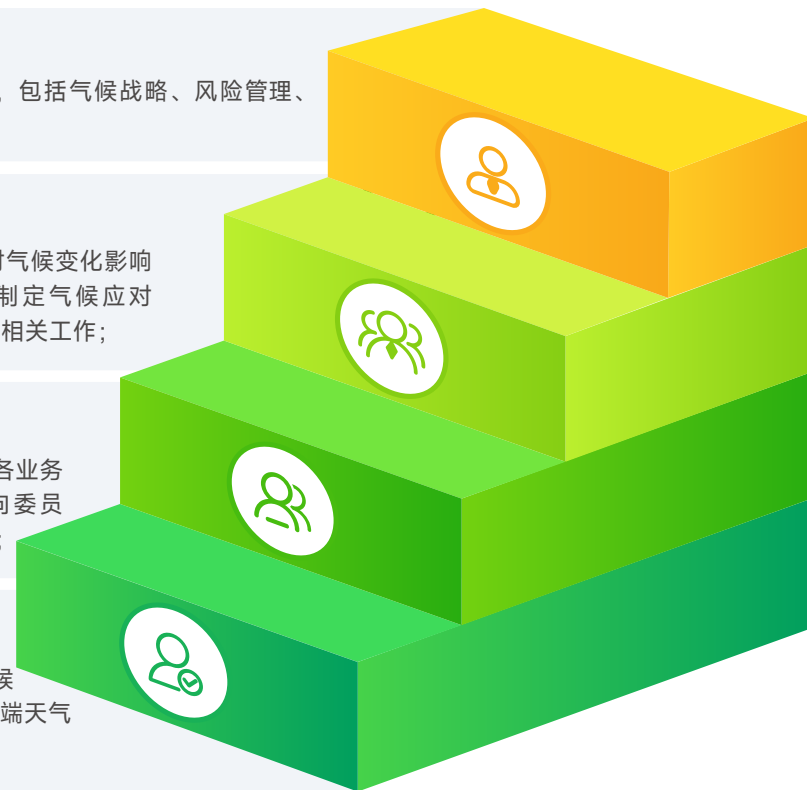 包括气候战略、风险管理、
气候变化影响
制定气候应对
相关工作；
各业务
向委员
候
端天气